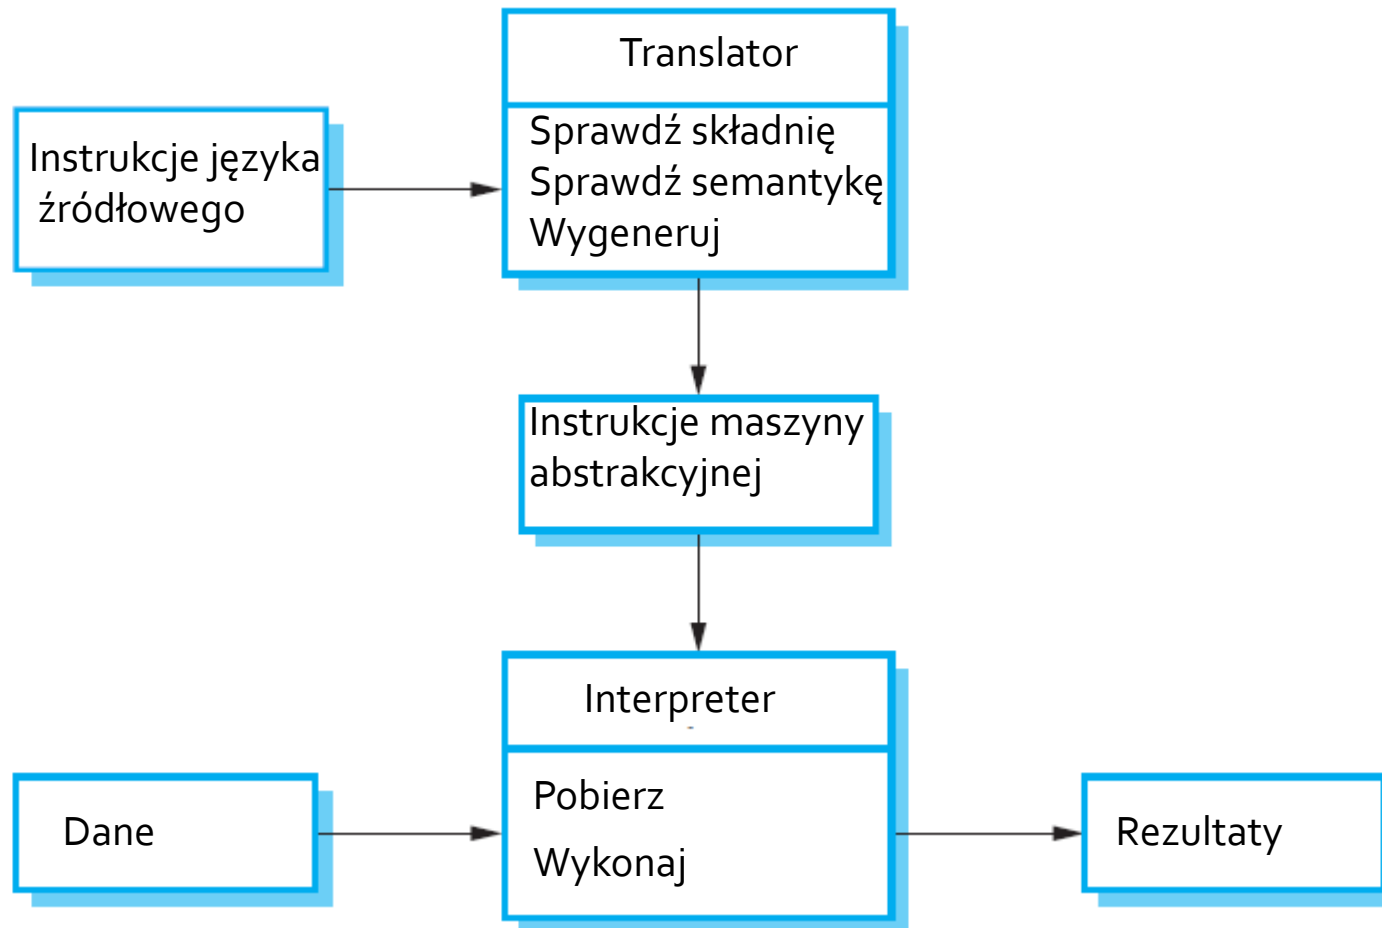 Translator
Sprawdź składnię
Sprawdź semantykę
Wygeneruj
Instrukcje języka
źródłowego
Instrukcje maszyny
abstrakcyjnej
Interpreter
Pobierz
Wykonaj
Dane
Rezultaty